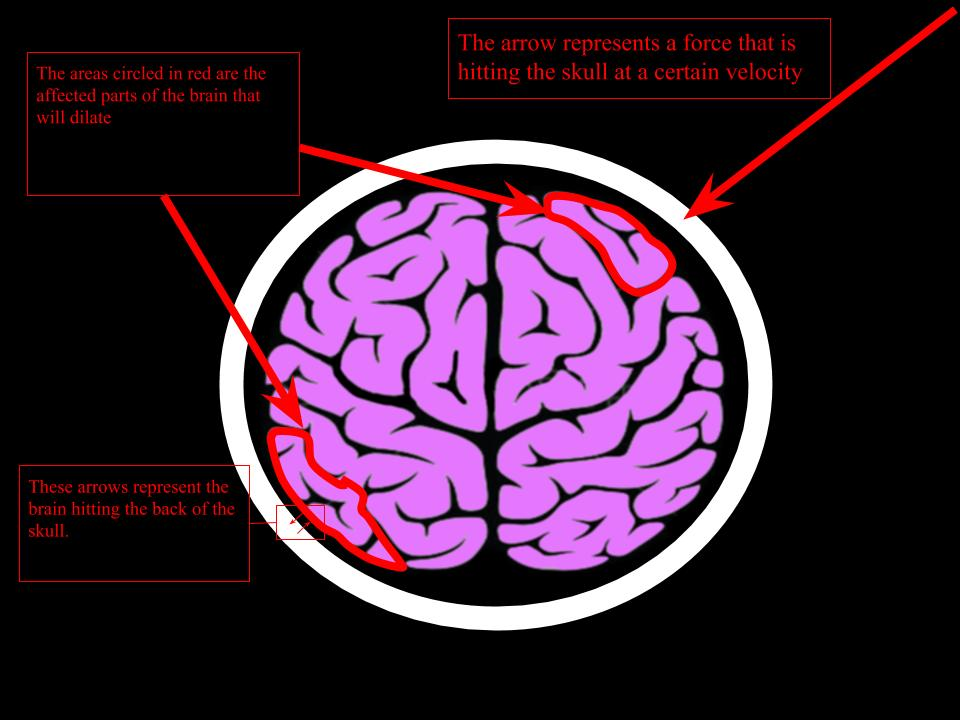 The arrow represents a force that is
hitting the skull at a certain velocity
The areas circled in red are the
affected parts of the brain that
will dilate
These arrows represent the
brain hitting the back of the
skull.